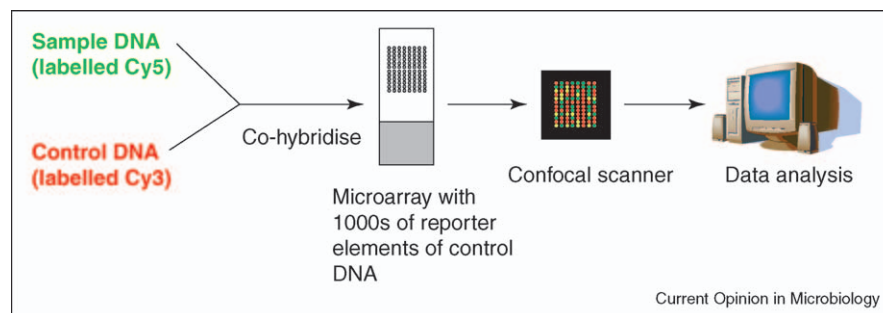 Sample DNA
(labelled Cy5)
Control DNA
(labelled Cy3)
Co-hybridise
Microarray with
1000s of reporter
elements of control
DNA
Confocal scanner
Data analysis
Current Opinion in Microbiology